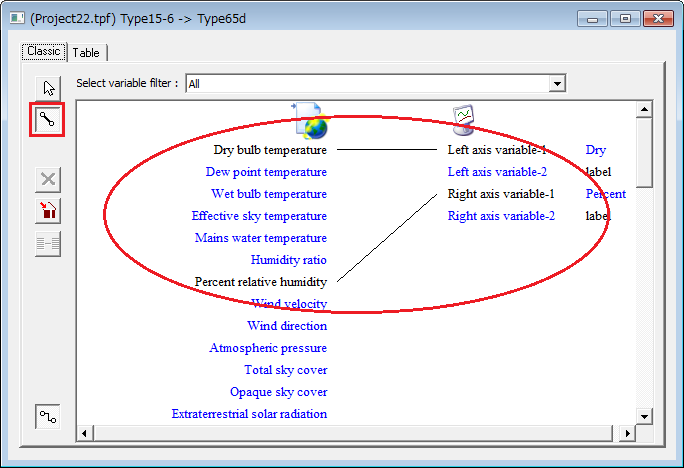 (Project22.tpf) Type15-6 -> Type65d
Classic Table
Select variable filter : All
Dry bulb temperature Left axis variable-1 Dry
Dew point temperature Left axis variable-2 label
Wet bulb temperature Right axis variable-1 Percent
Effective sky temperature Right axis variable-2 label
Mains water temperature
Humidity ratio
Percent relative humidity
Wind velocity
Wind direction
Atmospheric pressure
Total sky cover
Opaque sky cover
Extraterrestrial solar radiation